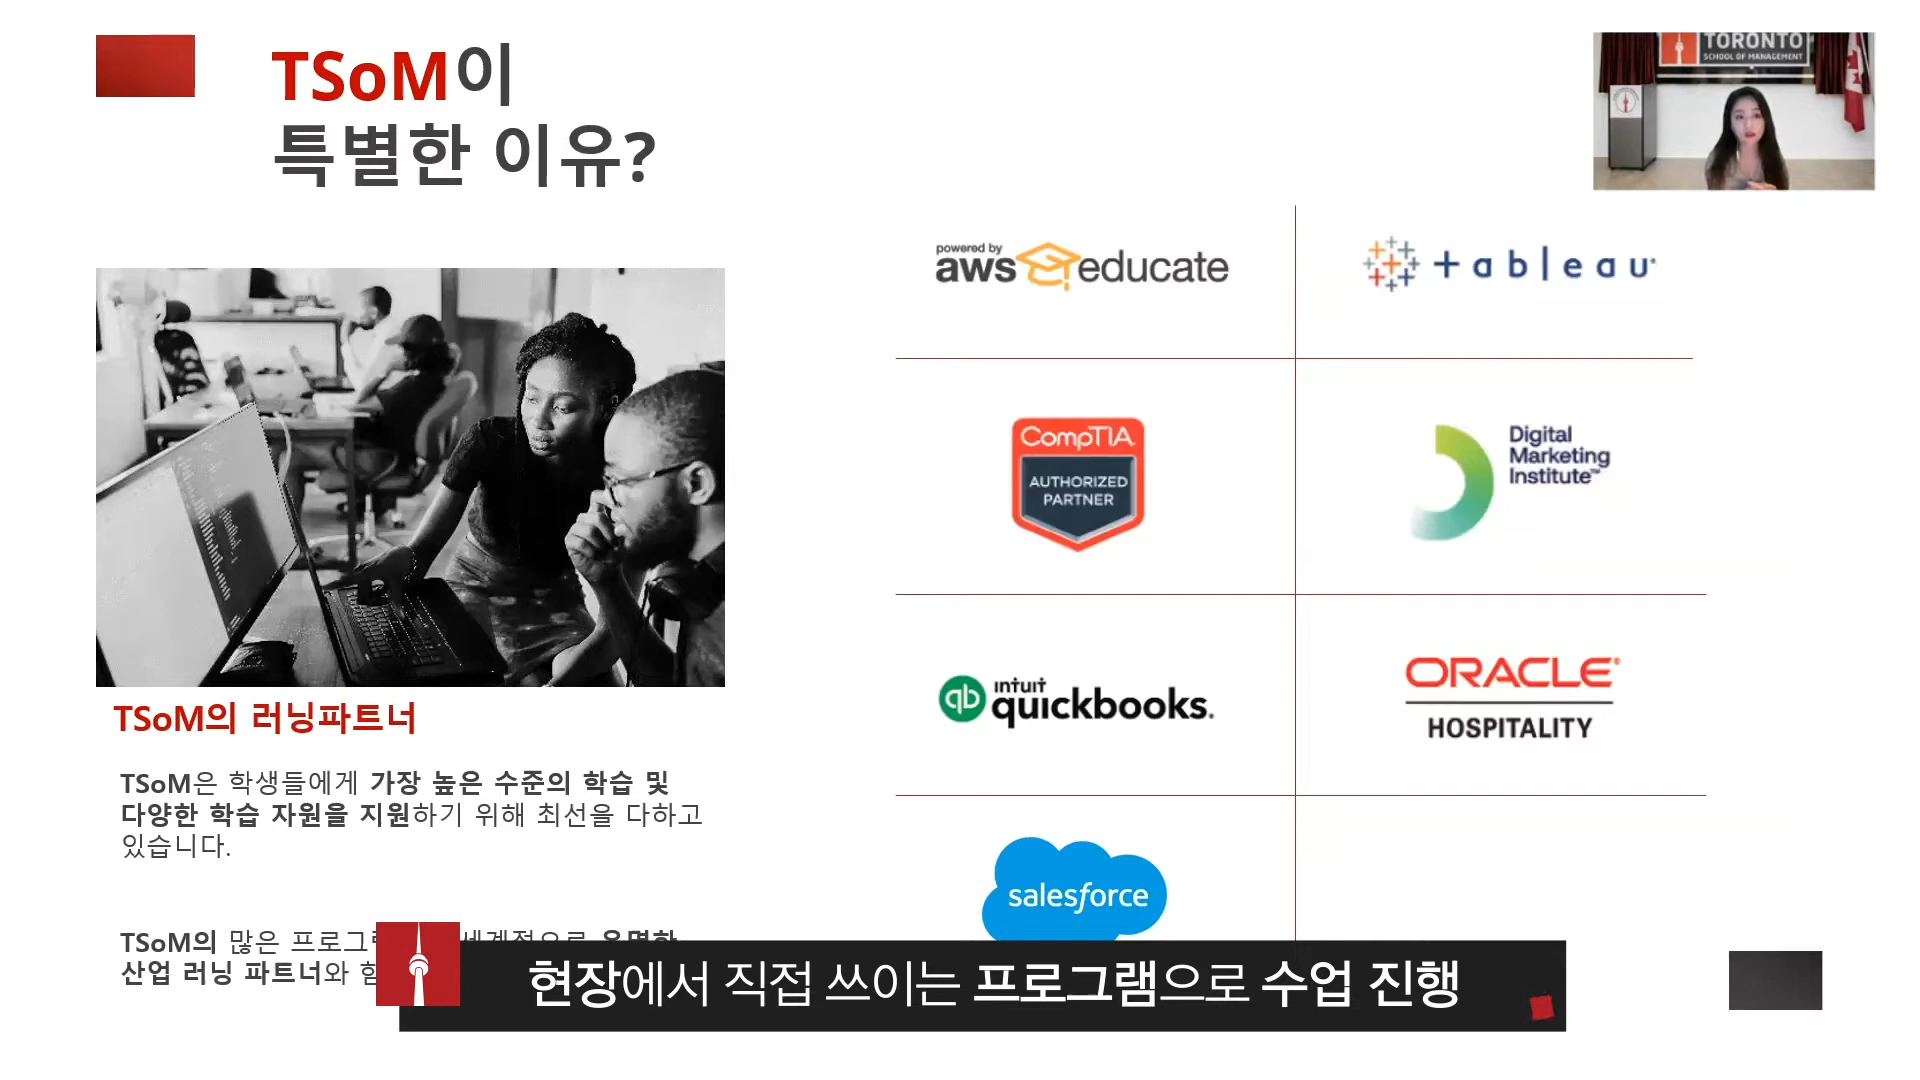 TSoM이
특별한 이유?
TORONTO
SCHOOL OF MANAGEMENT
powered by
aws educate
+ableau
CompTIA
AUTHORIZED
PARTNER
Digital
Marketing
Institute™
intuit
qb quickbooks.
ORACLE®
HOSPITALITY
salesforce
TSoM의 러닝파트너
TSoM은 학생들에게 가장 높은 수준의 학습 및
다양한 학습 자원을 지원하기 위해 최선을 다하고
있습니다.
TSoM의 많은
산업 러닝 파트너와
현장에서 직접 쓰이는 프로그램으로 수업 진행